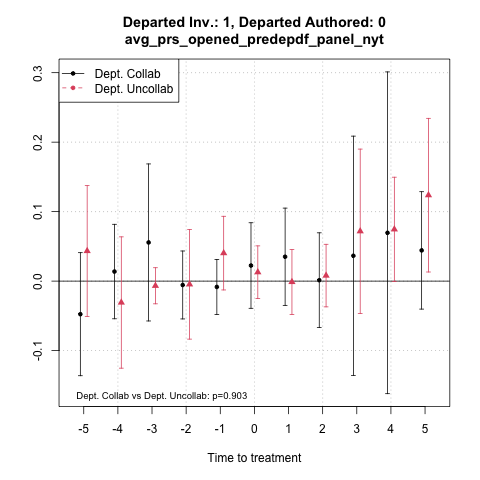 Departed Inv.: 1, Departed Authored: 0
avg_prs_opened_predepdf_panel_nyt
Dept. Collab
Dept. Uncollab
0.3
0.2
0.1
0.0
-0.1
Dept. Collab vs Dept. Uncollab: p=0.903
-5 -4 -3 -2 -1 0 1 2 3 4 5
Time to treatment